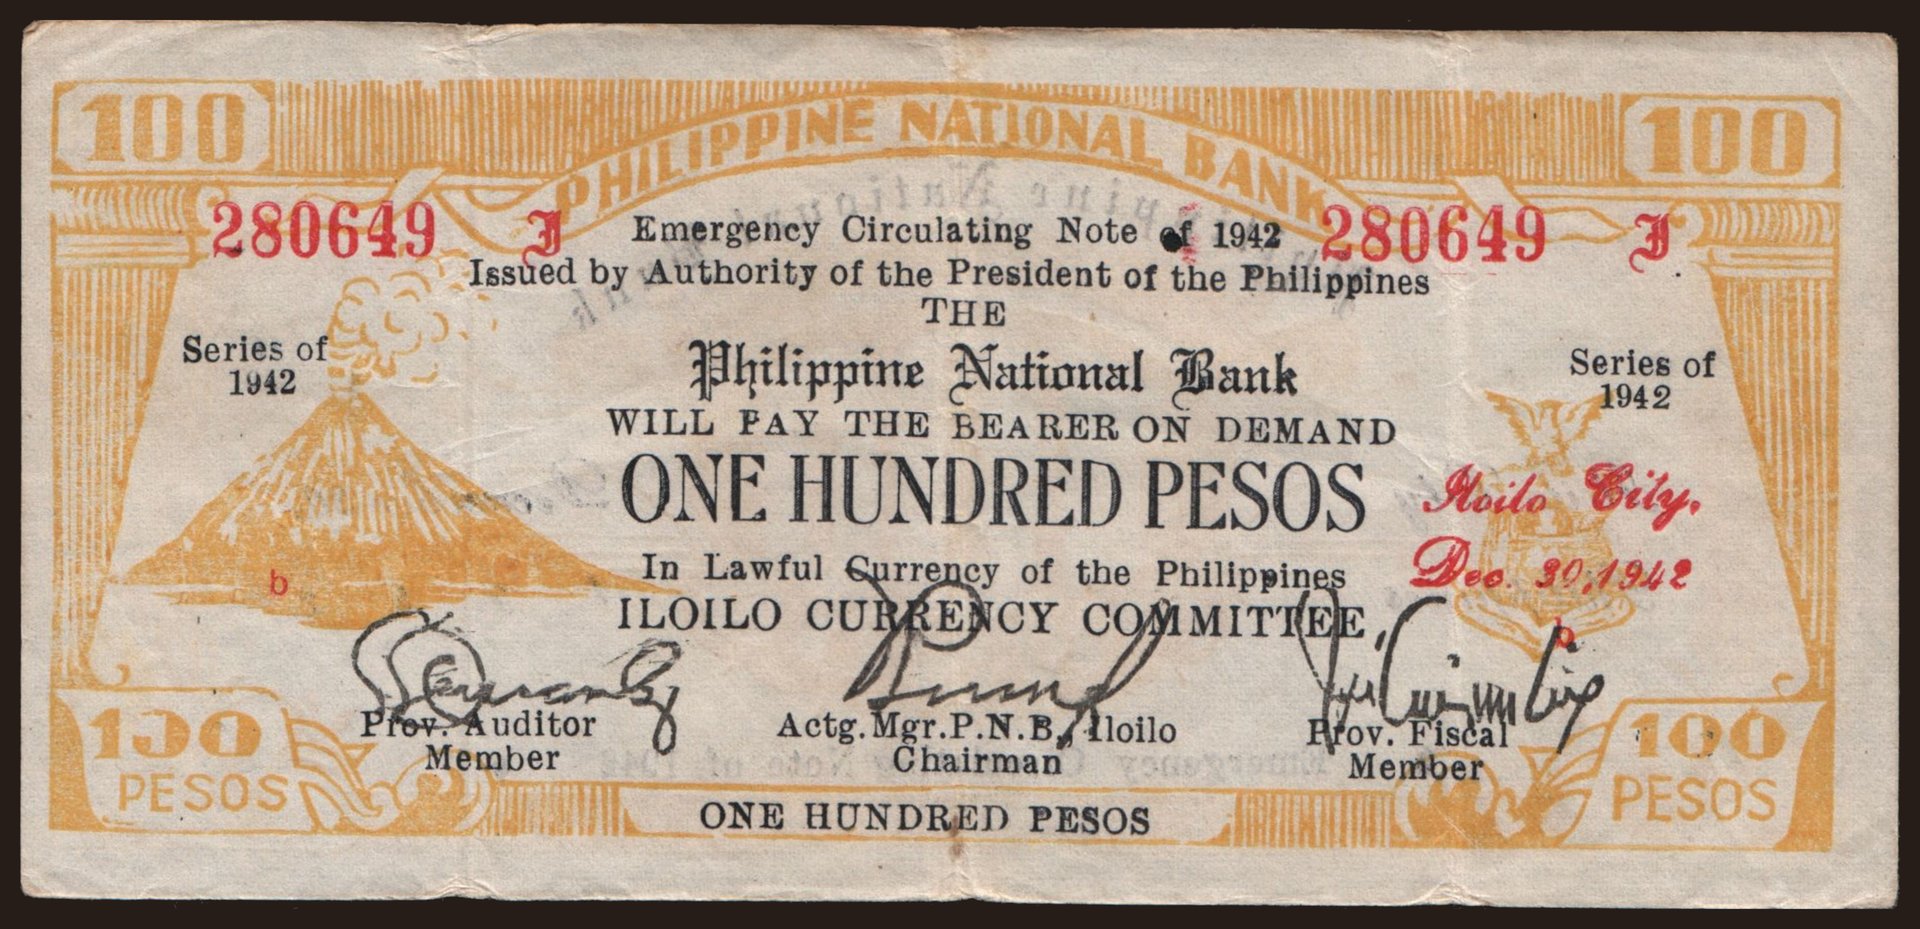 100 PHILIPPINE NATIONAL BANK 100
280649 J Emergency Circulating Note of 1942 280649 J
Issued by Authority of the President of the Philippines
THE
Series of
1942
Philippine National Bank
Series of
1942
WILL PAY THE BEARER ON DEMAND
ONE HUNDRED PESOS
Iloilo City.
Dec. 30, 1942
In Lawful Currency of the Philippines
b
ILOILO CURRENCY COMMITTEE
b
Prov. Auditor
Member
Actg. Mgr. P.N.B., Iloilo
Chairman
Prov. Fiscal
Member
100
PESOS
ONE HUNDRED PESOS
100
PESOS